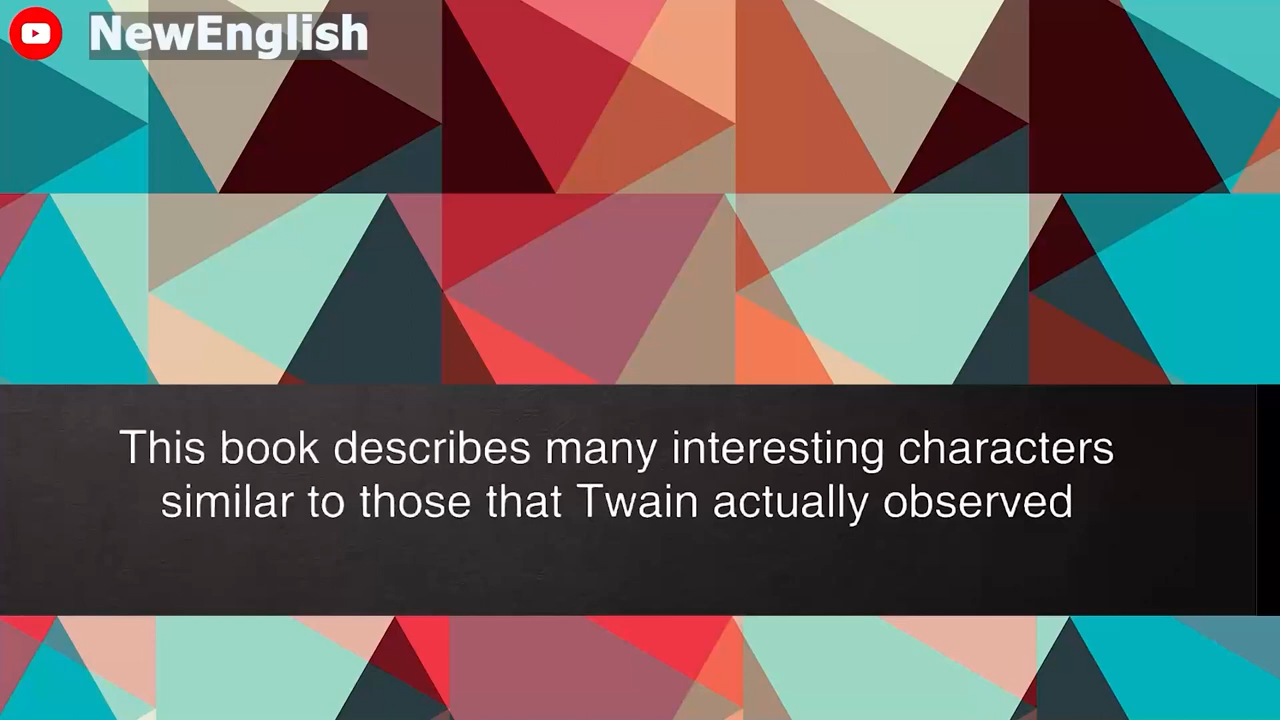 NewEnglish
This book describes many interesting characters
similar to those that Twain actually observed